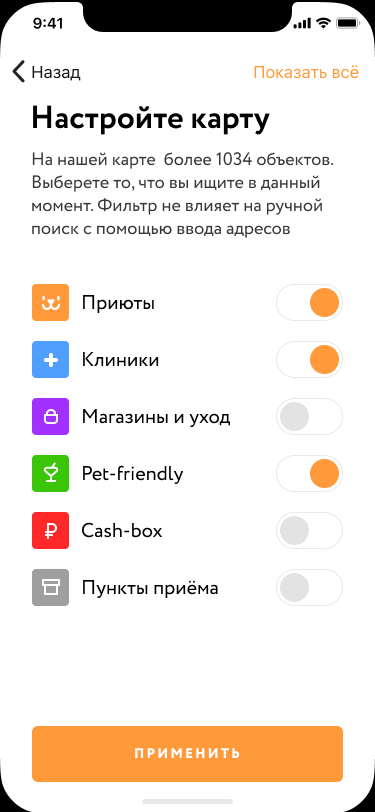 9:41
Назад
Показать всё
Настройте карту
На нашей карте  более 1034 объектов.
Выберете то, что вы ищите в данный
момент. Фильтр не влияет на ручной
поиск с помощью ввода адресов
Приюты
Клиники
Магазины и уход
Pet-friendly
Cash-box
Пункты приёма
ПРИМЕНИТЬ